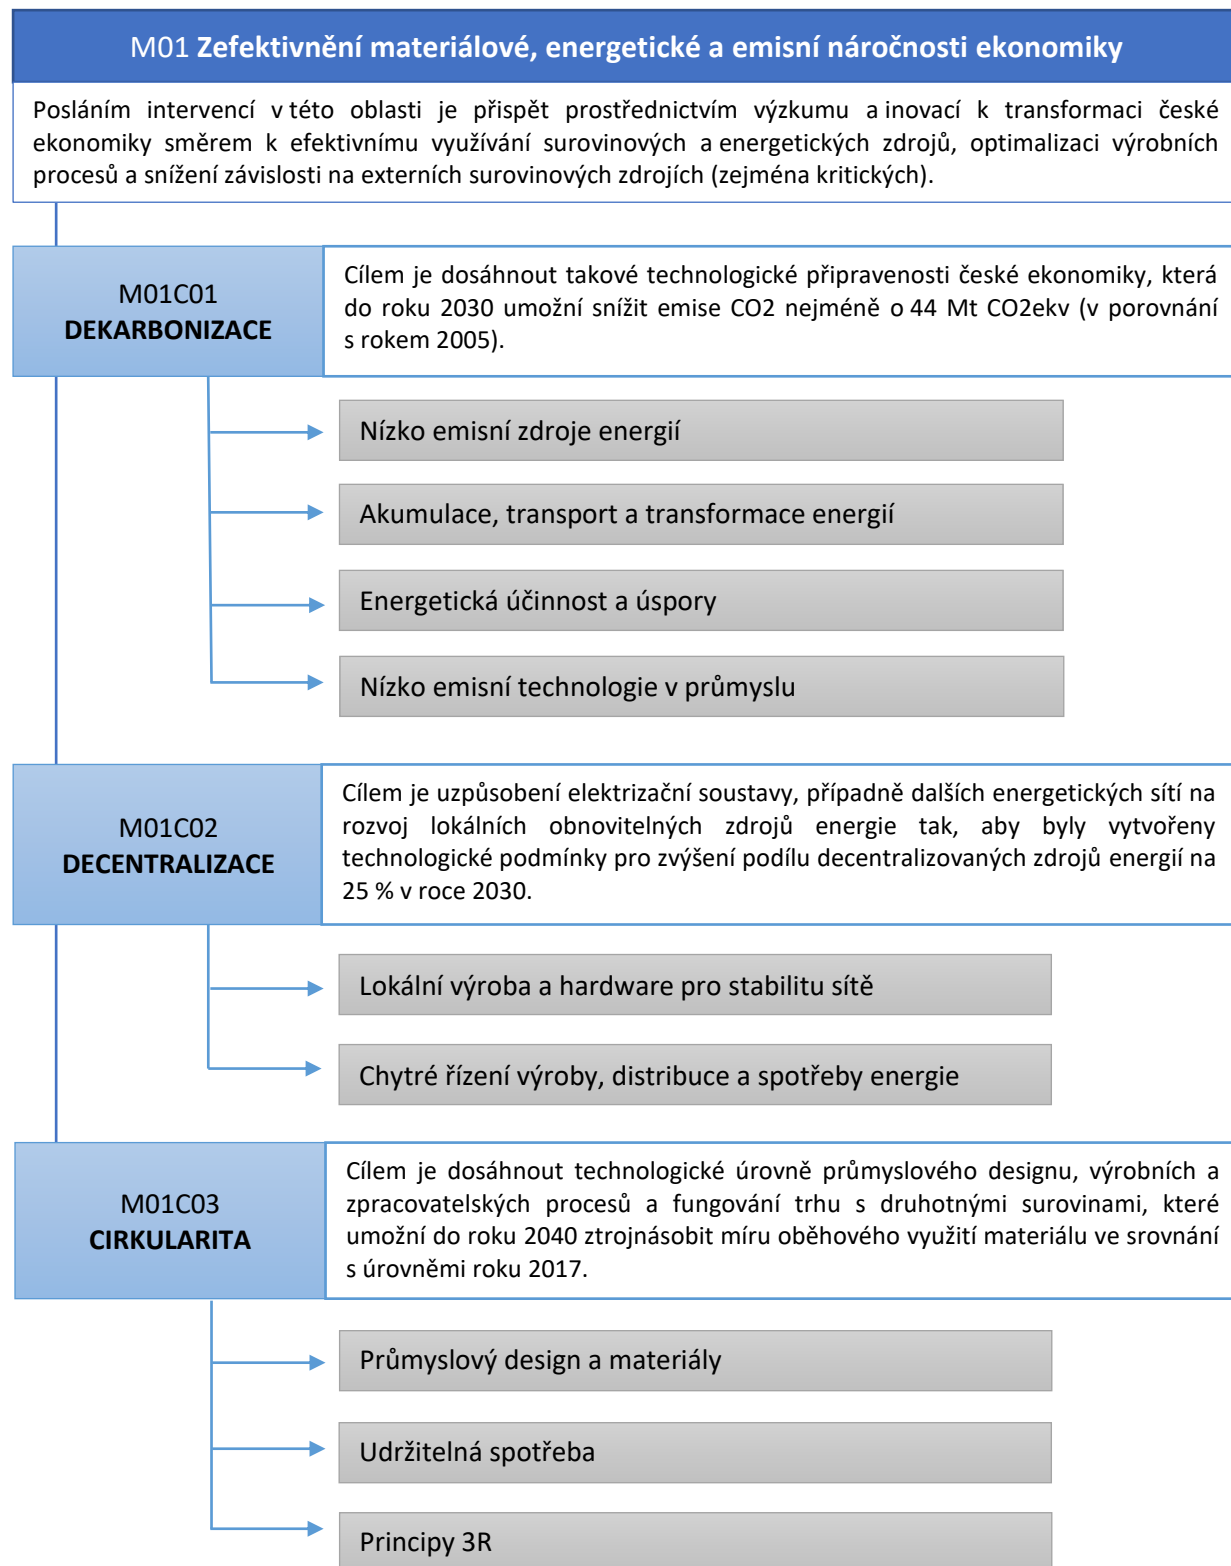 M01 Zefektivnění materiálové, energetické a emisní náročnosti ekonomiky
Posláním intervencí v této oblasti je přispět prostřednictvím výzkumu a inovací k transformaci české
ekonomiky směrem k efektivnímu využívání surovinových a energetických zdrojů, optimalizaci výrobních
procesů a snížení závislosti na externích surovinových zdrojích (zejména kritických).
M01C01
DEKARBONIZACE
Cílem je dosáhnout takové technologické připravenosti české ekonomiky, která
do roku 2030 umožní snížit emise CO2 nejméně o 44 Mt CO2ekv (v porovnání
s rokem 2005).
Nízko emisní zdroje energií
Akumulace, transport a transformace energií
Energetická účinnost a úspory
Nízko emisní technologie v průmyslu
M01C02
DECENTRALIZACE
Cílem je uzpůsobení elektrizační soustavy, případně dalších energetických sítí na
rozvoj lokálních obnovitelných zdrojů energie tak, aby byly vytvořeny
technologické podmínky pro zvýšení podílu decentralizovaných zdrojů energií na
25 % v roce 2030.
Lokální výroba a hardware pro stabilitu sítě
Chytré řízení výroby, distribuce a spotřeby energie
M01C03
CIRKULARITA
Cílem je dosáhnout technologické úrovně průmyslového designu, výrobních a
zpracovatelských procesů a fungování trhu s druhotnými surovinami, které
umožní do roku 2040 ztrojnásobit míru oběhového využití materiálu ve srovnání
s úrovněmi roku 2017.
Průmyslový design a materiály
Udržitelná spotřeba
Principy 3R